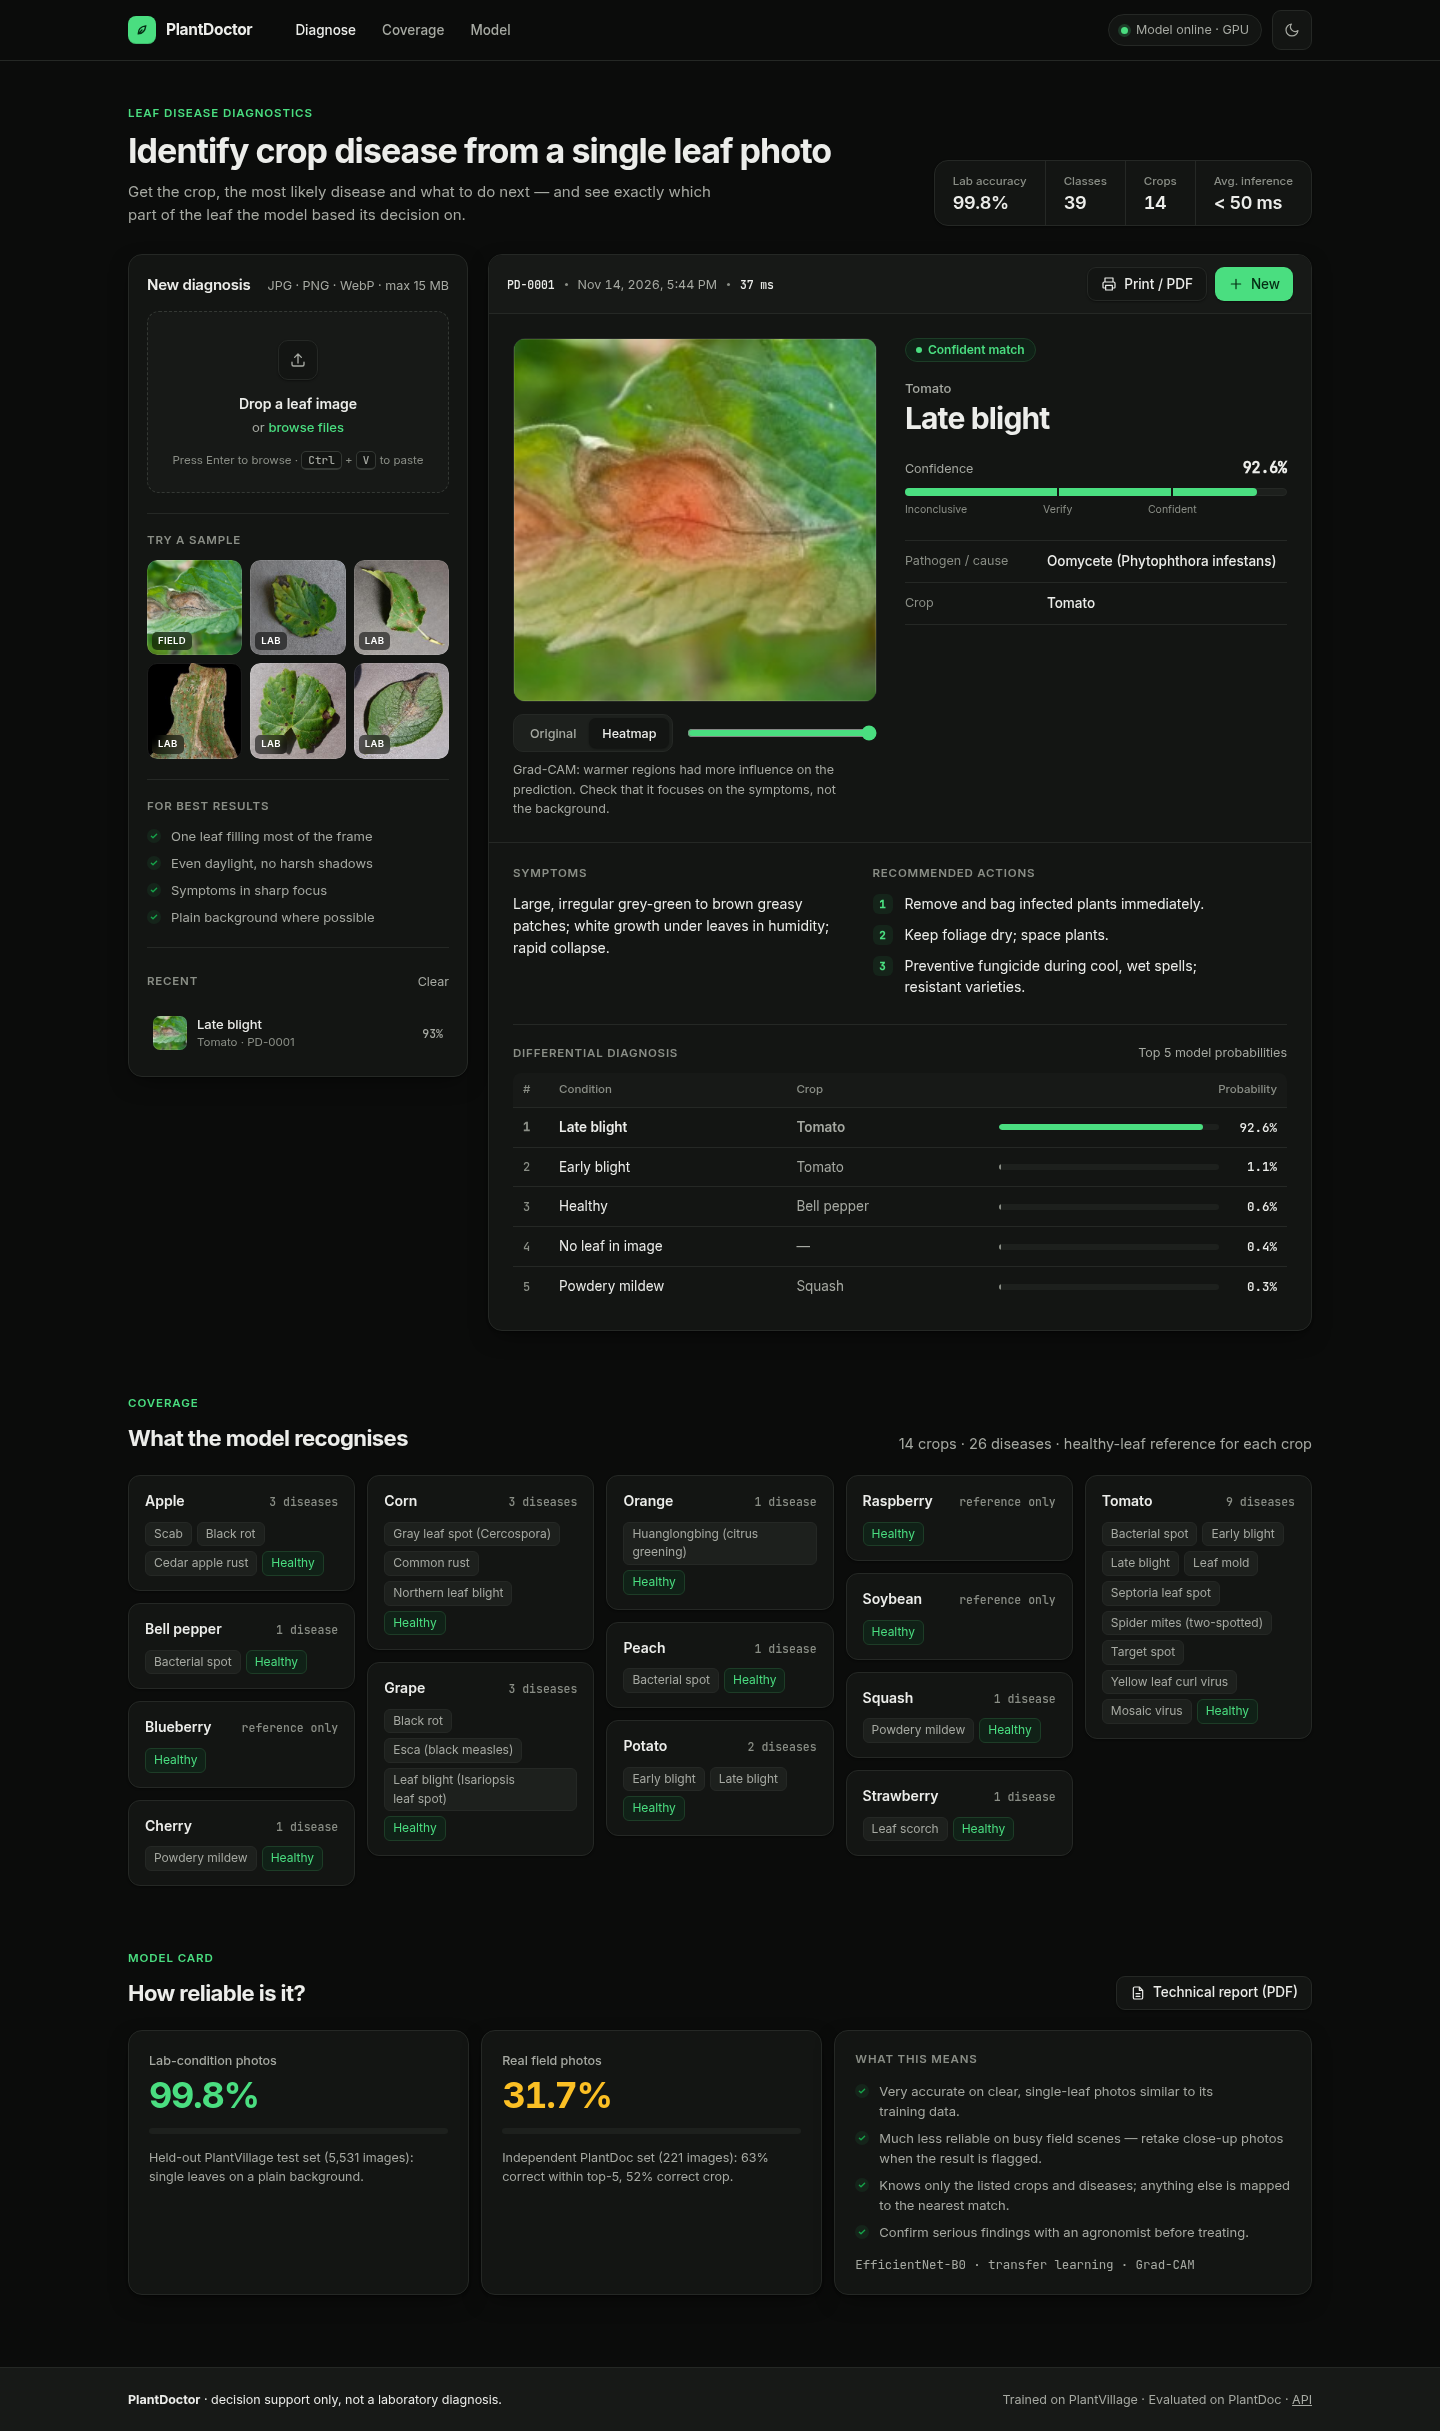 PlantDoctor
Diagnose
Coverage
Model
Model online · GPU
LEAF DISEASE DIAGNOSTICS
Identify crop disease from a single leaf photo
Get the crop, the most likely disease and what to do next — and see exactly which
part of the leaf the model based its decision on.
Lab accuracy
99.8%
Classes
39
Crops
14
Avg. inference
< 50 ms
New diagnosis
JPG · PNG · WebP · max 15 MB
Drop a leaf image
or browse files
Press Enter to browse · Ctrl + V to paste
TRY A SAMPLE
FIELD
LAB
LAB
LAB
LAB
LAB
FOR BEST RESULTS
One leaf filling most of the frame
Even daylight, no harsh shadows
Symptoms in sharp focus
Plain background where possible
RECENT
Clear
Late blight
Tomato · PD-0001
93%
PD-0001 • Nov 14, 2026, 5:44 PM • 37 ms
Print / PDF
New
Original
Heatmap
Grad-CAM: warmer regions had more influence on the
prediction. Check that it focuses on the symptoms, not
the background.
Confident match
Tomato
Late blight
Confidence
92.6%
Inconclusive
Verify
Confident
Pathogen / cause
Oomycete (Phytophthora infestans)
Crop
Tomato
SYMPTOMS
Large, irregular grey-green to brown greasy
patches; white growth under leaves in humidity;
rapid collapse.
RECOMMENDED ACTIONS
1 Remove and bag infected plants immediately.
2 Keep foliage dry; space plants.
3 Preventive fungicide during cool, wet spells;
resistant varieties.
DIFFERENTIAL DIAGNOSIS
Top 5 model probabilities
# Condition Crop Probability
1 Late blight Tomato 92.6%
2 Early blight Tomato 1.1%
3 Healthy Bell pepper 0.6%
4 No leaf in image — 0.4%
5 Powdery mildew Squash 0.3%
COVERAGE
What the model recognises
14 crops · 26 diseases · healthy-leaf reference for each crop
Apple
3 diseases
Scab
Black rot
Cedar apple rust
Healthy
Bell pepper
1 disease
Bacterial spot
Healthy
Blueberry
reference only
Healthy
Cherry
1 disease
Powdery mildew
Healthy
Corn
3 diseases
Gray leaf spot (Cercospora)
Common rust
Northern leaf blight
Healthy
Grape
3 diseases
Black rot
Esca (black measles)
Leaf blight (Isariopsis
leaf spot)
Healthy
Orange
1 disease
Huanglongbing (citrus
greening)
Healthy
Peach
1 disease
Bacterial spot
Healthy
Potato
2 diseases
Early blight
Late blight
Healthy
Raspberry
reference only
Healthy
Soybean
reference only
Healthy
Squash
1 disease
Powdery mildew
Healthy
Strawberry
1 disease
Leaf scorch
Healthy
Tomato
9 diseases
Bacterial spot
Early blight
Late blight
Leaf mold
Septoria leaf spot
Spider mites (two-spotted)
Target spot
Yellow leaf curl virus
Mosaic virus
Healthy
MODEL CARD
How reliable is it?
Technical report (PDF)
Lab-condition photos
99.8%
Held-out PlantVillage test set (5,531 images):
single leaves on a plain background.
Real field photos
31.7%
Independent PlantDoc set (221 images): 63%
correct within top-5, 52% correct crop.
WHAT THIS MEANS
Very accurate on clear, single-leaf photos similar to its
training data.
Much less reliable on busy field scenes — retake close-up photos
when the result is flagged.
Knows only the listed crops and diseases; anything else is mapped
to the nearest match.
Confirm serious findings with an agronomist before treating.
EfficientNet-B0 · transfer learning · Grad-CAM
PlantDoctor · decision support only, not a laboratory diagnosis.
Trained on PlantVillage · Evaluated on PlantDoc · API